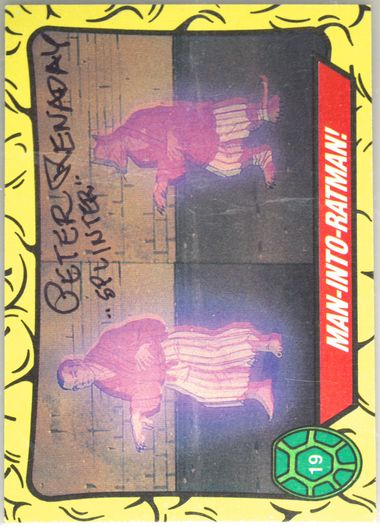 PETER RENADAY
"SPLINTER"
MAN-INTO-RATMAN!
19